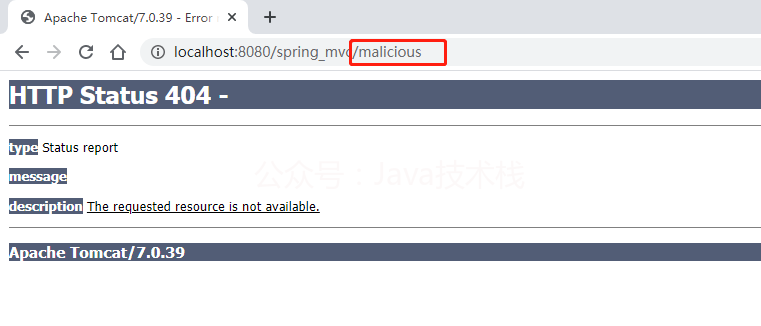 Apache Tomcat/7.0.39 - Error
localhost:8080/spring_mvc/malicious
HTTP Status 404 -
type Status report
message
公众号：Java技术栈
description The requested resource is not available.
Apache Tomcat/7.0.39